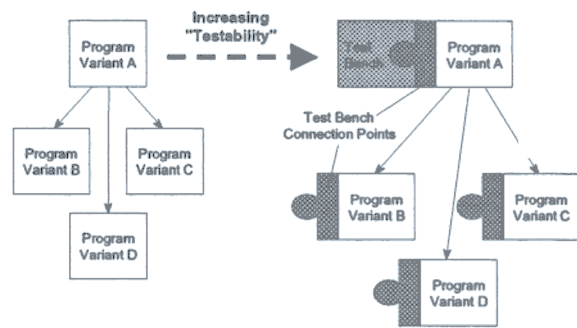 Increasing
"Testability"
Program
Variant A
Test
Bench
Program
Variant A
Test Bench
Connection Points
Program
Variant B
Program
Variant C
Program
Variant D
Program
Variant B
Program
Variant C
Program
Variant D